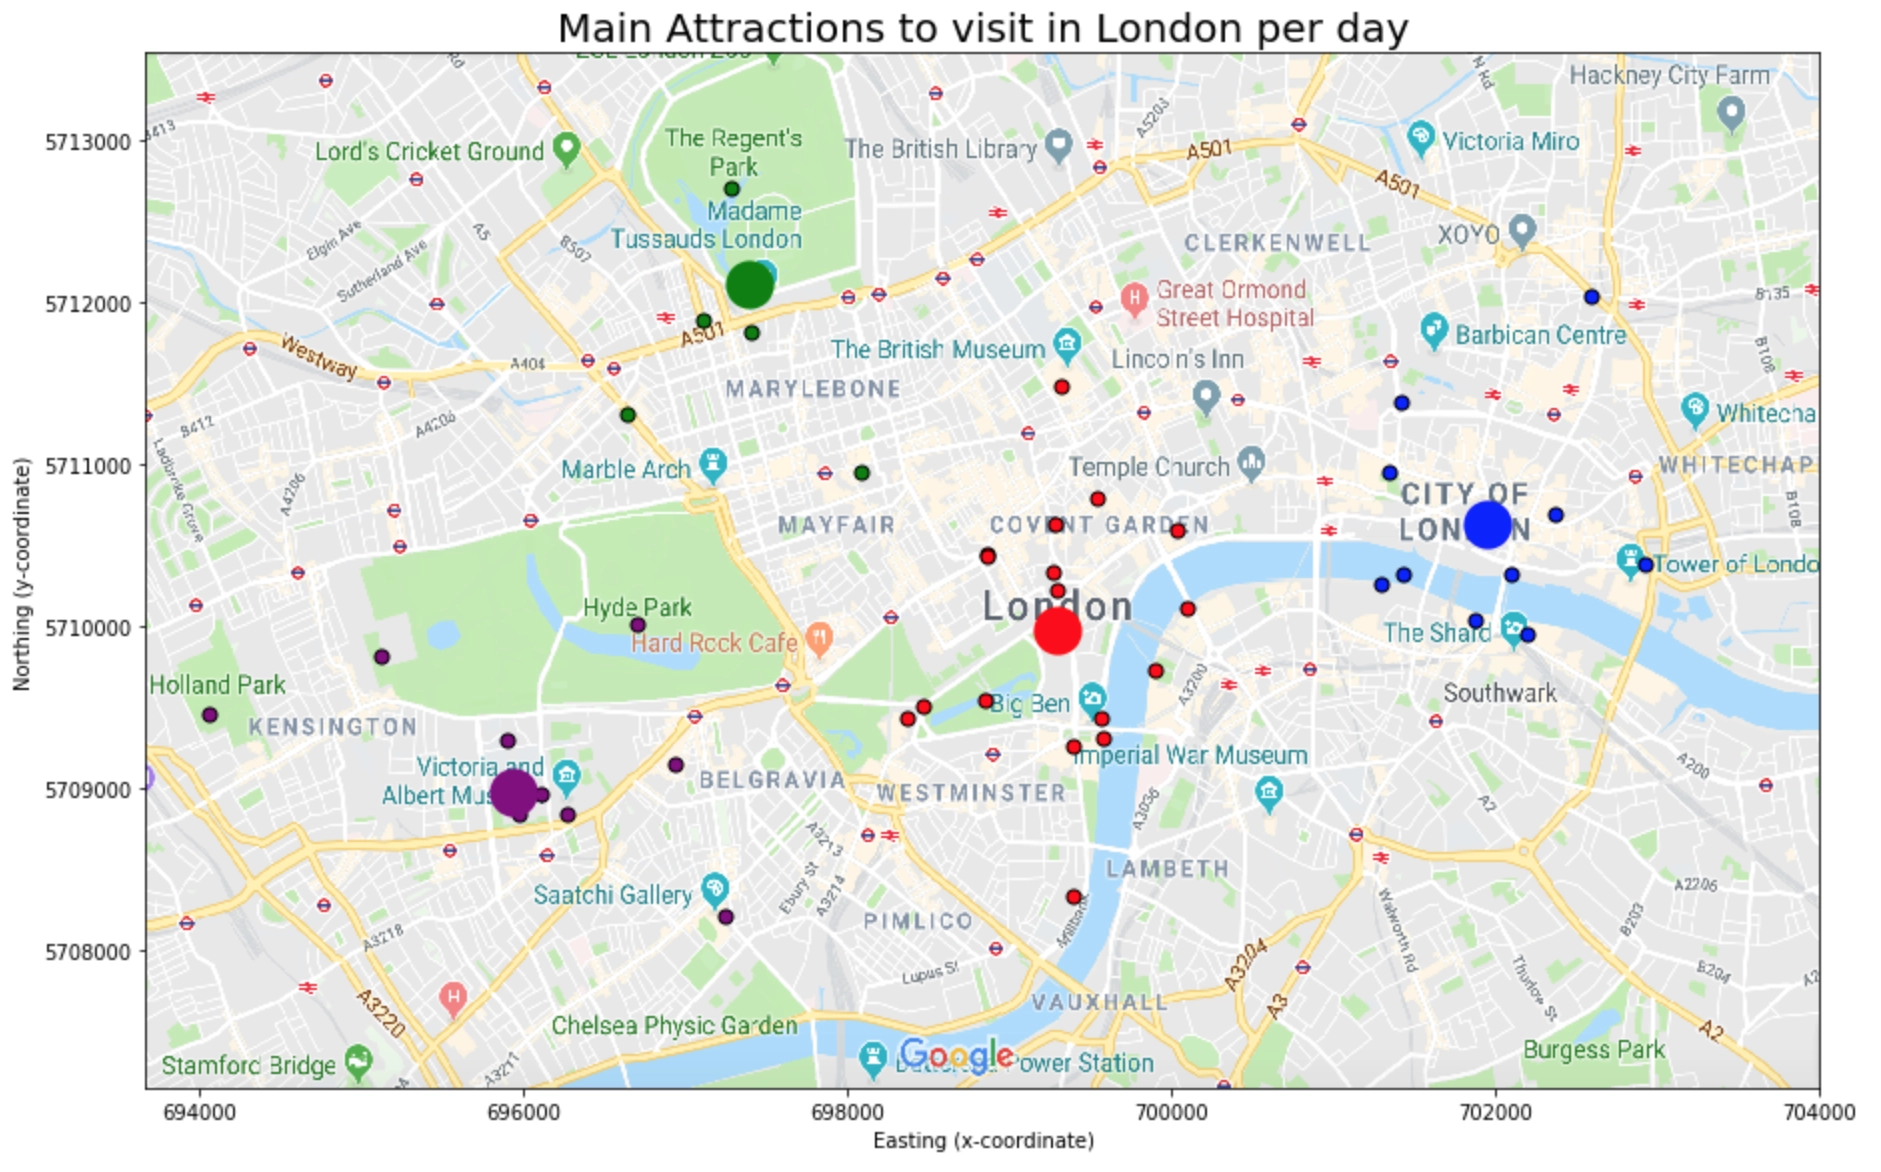 Main Attractions to visit in London per day
Hackney City Farm
N Rd
Rd
A5203
5713000
Lord's Cricket Ground
The Regent's
Park
The British Library
A501
Victoria Miro
A501
Madame
Tussauds London
Elgin Ave
A5
B507
Sutherland Ave
CLERKENWELL
XOYO
5712000
Great Ormond
Street Hospital
B135
A501
Westway
A404
The British Museum
Lincoln's Inn
Barbican Centre
B108
MARYLEBONE
B412
A4206
Whitecha
Ladbroke Grove
5711000
Marble Arch
Temple Church
WHITECHAP
A4206
CITY OF
LONDON
B108
MAYFAIR
COVENT GARDEN
Tower of Londo
5710000
Hyde Park
London
Hard Rock Cafe
The Shard
Holland Park
KENSINGTON
Big Ben
A3200
Southwark
Imperial War Museum
A200
Victoria and
Albert Mus
BELGRAVIA
WESTMINSTER
5709000
A3036
A2
A3213
LAMBETH
Saatchi Gallery
Ebury St
A3214
PIMLICO
Millbank
Walworth Rd
A2206
B203
5708000
A3218
Lupus St
A3204
Thurlow St
B204
A3220
VAUXHALL
A3
Chelsea Physic Garden
A2
Stamford Bridge
A3211
Google
Power Station
Burgess Park
694000
696000
698000
700000
702000
704000
Easting (x-coordinate)
Northing (y-coordinate)